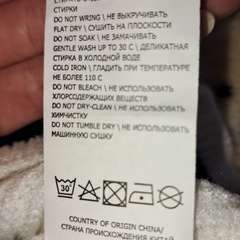 СТИРКИ
DO NOT WRING \ НЕ ВЫКРУЧИВАТЬ
FLAT DRY \ СУШИТЬ НА ПЛОСКОСТИ
DO NOT SOAK \ НЕ ЗАМАЧИВАТЬ
GENTLE WASH UP TO 30 C \ ДЕЛИКАТНАЯ
СТИРКА В ХОЛОДНОЙ ВОДЕ
COLD IRON \ ГЛАДИТЬ ПРИ ТЕМПЕРАТУРЕ
НЕ БОЛЕЕ 110 С
DO NOT BLEACH \ НЕ ИСПОЛЬЗОВАТЬ
ХЛОРСОДЕРЖАЩИХ ВЕЩЕСТВ
DO NOT DRY-CLEAN \ НЕ ОТДАВАТЬ В
ХИМЧИСТКУ
DO NOT TUMBLE DRY \ НЕ ИСПОЛЬЗОВАТЬ
МАШИННУЮ СУШКУ
30°
COUNTRY OF ORIGIN CHINA/
СТРАНА ПРОИСХОЖДЕНИЯ КИТАЙ